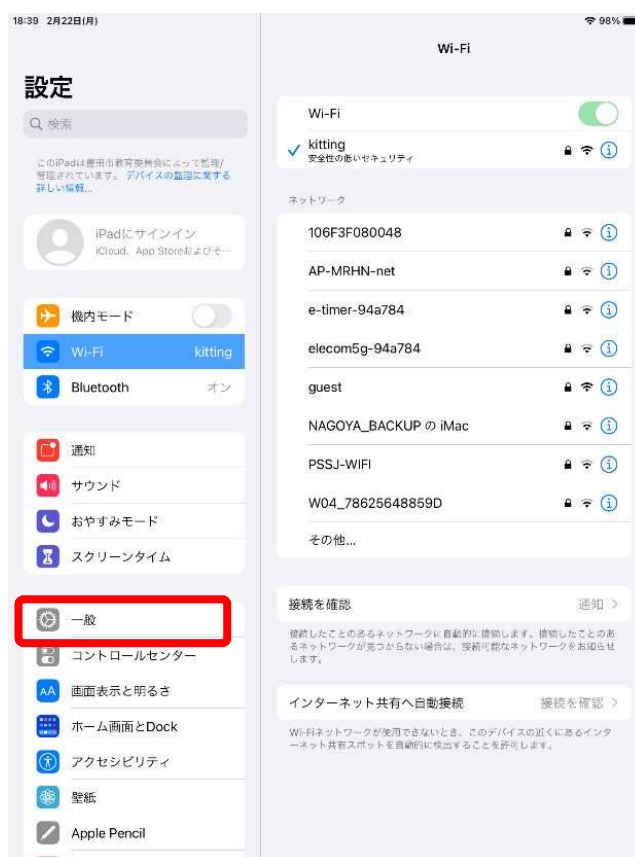 18:39 2月22日(月)
98%
設定
検索
このiPadは豊田市教育委員会によって監理/
管理されています。デバイスの監理に関する
詳しい情報...
iPadにサインイン
iCloud、App Storeおよびそ…
機内モード
Wi-Fi kitting
Bluetooth オン
通知
サウンド
おやすみモード
スクリーンタイム
一般
コントロールセンター
AA 画面表示と明るさ
ホーム画面とDock
アクセシビリティ
壁紙
Apple Pencil
Wi-Fi
Wi-Fi
kitting
安全性の低いセキュリティ
ネットワーク
106F3F080048
AP-MRHN-net
e-timer-94a784
elecom5g-94a784
guest
NAGOYA_BACKUP の iMac
PSSJ-WIFI
W04_78625648859D
その他...
接続を確認 通知
接続したことのあるネットワークに自動的に接続します。接続したことのあ
るネットワークが見つからない場合は、接続可能なネットワークをお知らせ
します。
インターネット共有へ自動接続 接続を確認
Wi-Fiネットワークが使用できないとき、このデバイスの近くにあるインタ
ーネット共有スポットを自動的に検出することを許可します。